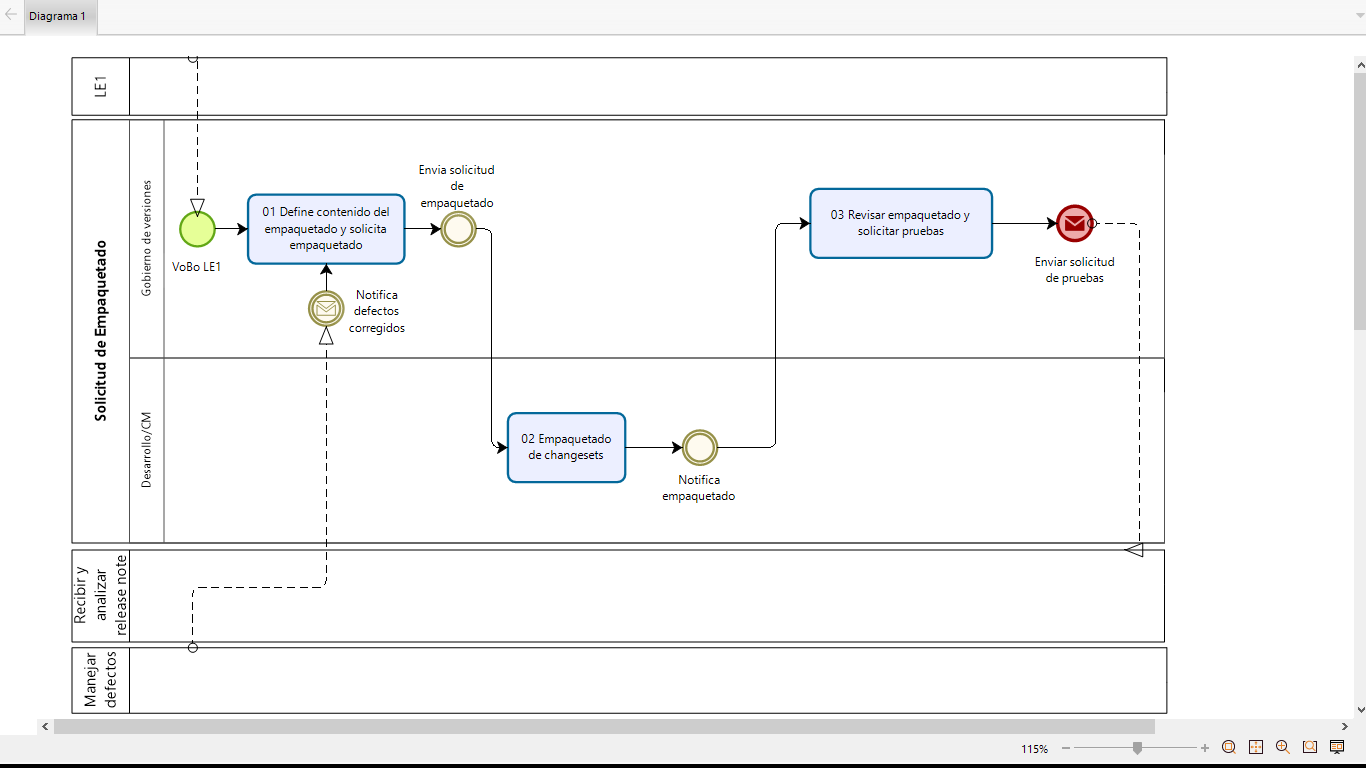 Diagrama 1
LE1
Solicitud de Empaquetado
Gobierno de versiones
VoBo LE1
01 Define contenido del
empaquetado y solicita
empaquetado
Envia solicitud
de
empaquetado
Notifica
defectos
corregidos
03 Revisar empaquetado y
solicitar pruebas
Enviar solicitud
de pruebas
Desarrollo/CM
02 Empaquetado
de changesets
Notifica
empaquetado
Recibir y
analizar
release note
Manejar
defectos
115%